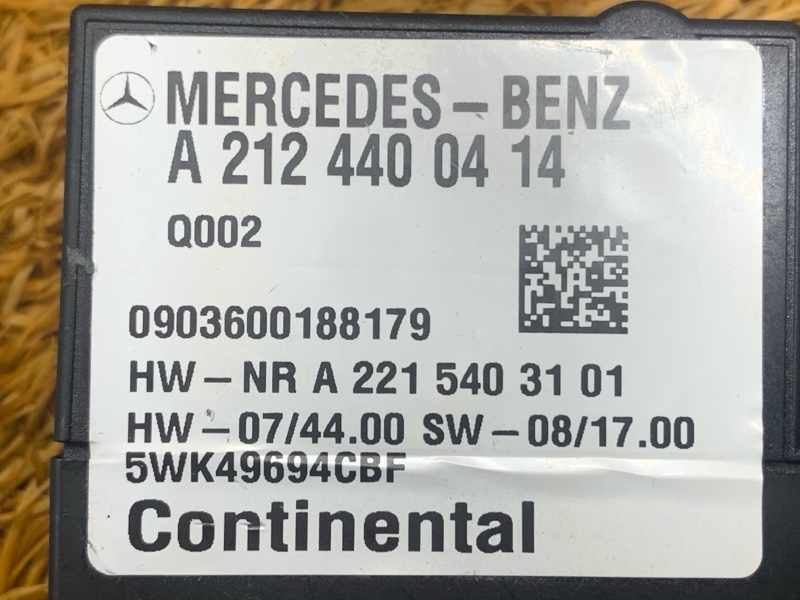 MERCEDES-BENZ
A 212 440 04 14
Q002
0903600188179
HW-NR A 221 540 31 01
HW-07/44.00 SW-08/17.00
5WK49694CBF
Continental